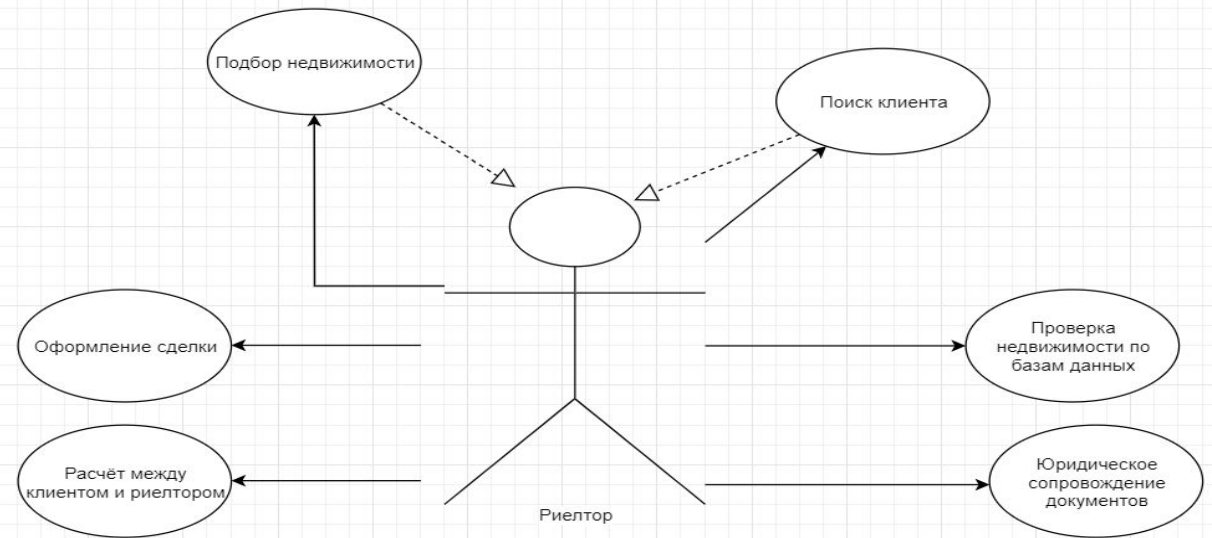 Подбор недвижимости
Поиск клиента
Оформление сделки
Проверка
недвижимости по
базам данных
Расчёт между
клиентом и риелтором
Юридическое
сопровождение
документов
Риелтор